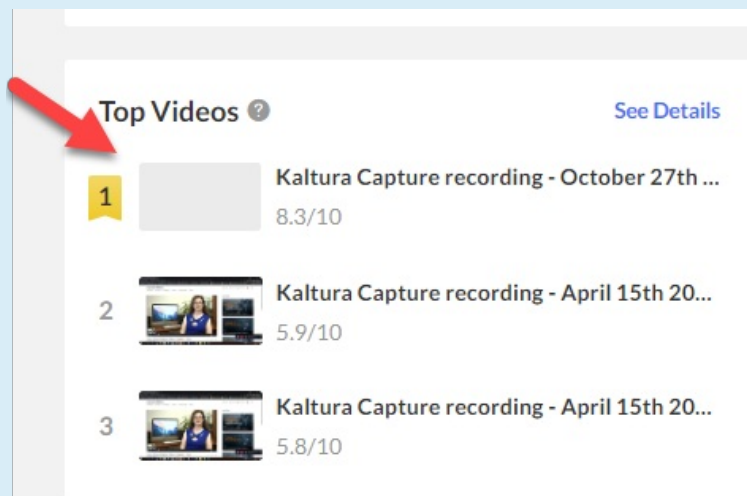 Top Videos ?
See Details
1
Kaltura Capture recording - October 27th ...
8.3/10
2
Kaltura Capture recording - April 15th 20...
5.9/10
3
Kaltura Capture recording - April 15th 20...
5.8/10